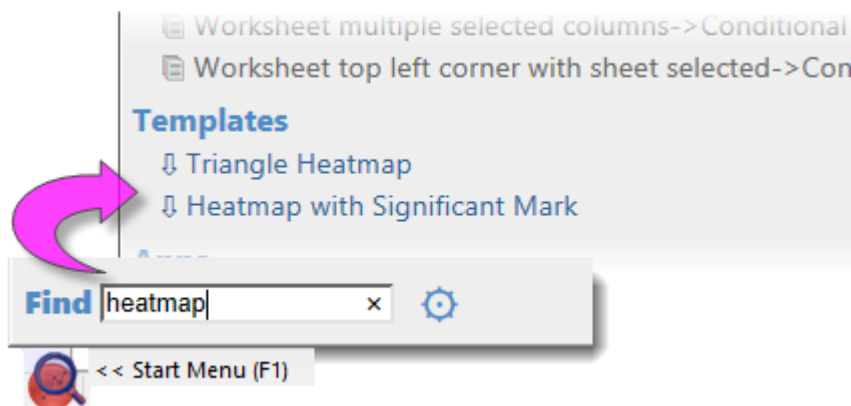 Worksheet multiple selected columns->Conditional
Worksheet top left corner with sheet selected->Con
Templates
⇩ Triangle Heatmap
⇩ Heatmap with Significant Mark
Apps
Find heatmap ×
<< Start Menu (F1)